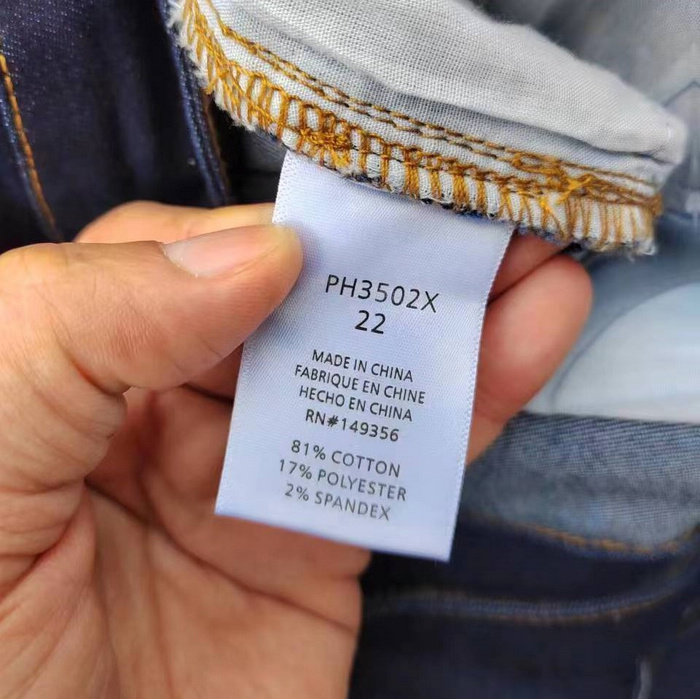 PH3502X
22
MADE IN CHINA
FABRIQUE EN CHINE
HECHO EN CHINA
RN#149356
81% COTTON
17% POLYESTER
2% SPANDEX